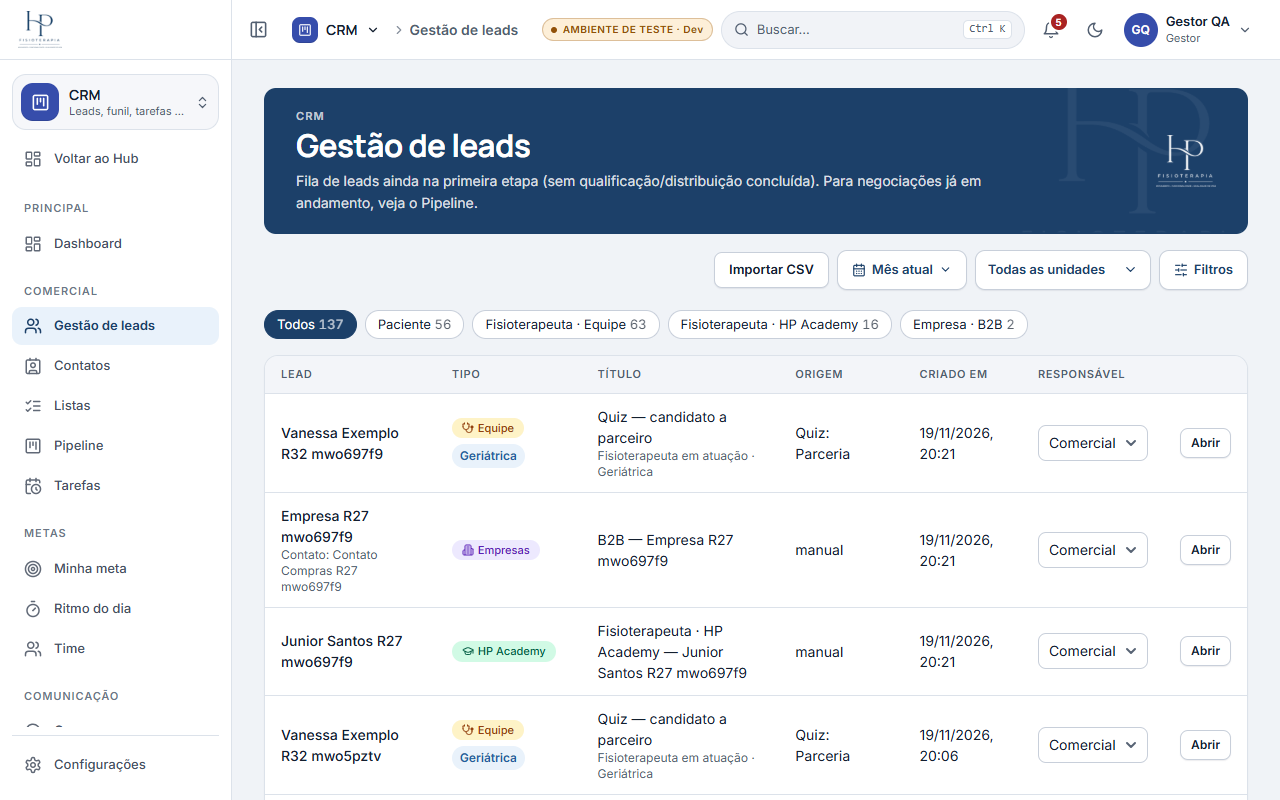 HP
FISIOTERAPIA
CRM
Gestão de leads
AMBIENTE DE TESTE · Dev
Buscar...
Ctrl K
5
GQ
Gestor QA
Gestor
CRM
Leads, funil, tarefas ...
Voltar ao Hub
PRINCIPAL
Dashboard
COMERCIAL
Gestão de leads
Contatos
Listas
Pipeline
Tarefas
METAS
Minha meta
Ritmo do dia
Time
COMUNICAÇÃO
Configurações
CRM
Gestão de leads
Fila de leads ainda na primeira etapa (sem qualificação/distribuição concluída). Para negociações já em
andamento, veja o Pipeline.
HP
FISIOTERAPIA
Importar CSV
Mês atual
Todas as unidades
Filtros
Todos 137
Paciente 56
Fisioterapeuta · Equipe 63
Fisioterapeuta · HP Academy 16
Empresa · B2B 2
LEAD
TIPO
TÍTULO
ORIGEM
CRIADO EM
RESPONSÁVEL
Vanessa Exemplo
R32 mwo697f9
Equipe
Geriátrica
Quiz — candidato a
parceiro
Fisioterapeuta em atuação ·
Geriátrica
Quiz:
Parceria
19/11/2026,
20:21
Comercial
Abrir
Empresa R27
mwo697f9
Contato: Contato
Compras R27
mwo697f9
Empresas
B2B — Empresa R27
mwo697f9
manual
19/11/2026,
20:21
Comercial
Abrir
Junior Santos R27
mwo697f9
HP Academy
Fisioterapeuta · HP
Academy — Junior
Santos R27 mwo697f9
manual
19/11/2026,
20:21
Comercial
Abrir
Vanessa Exemplo
R32 mwo5pztv
Equipe
Geriátrica
Quiz — candidato a
parceiro
Fisioterapeuta em atuação ·
Geriátrica
Quiz:
Parceria
19/11/2026,
20:06
Comercial
Abrir